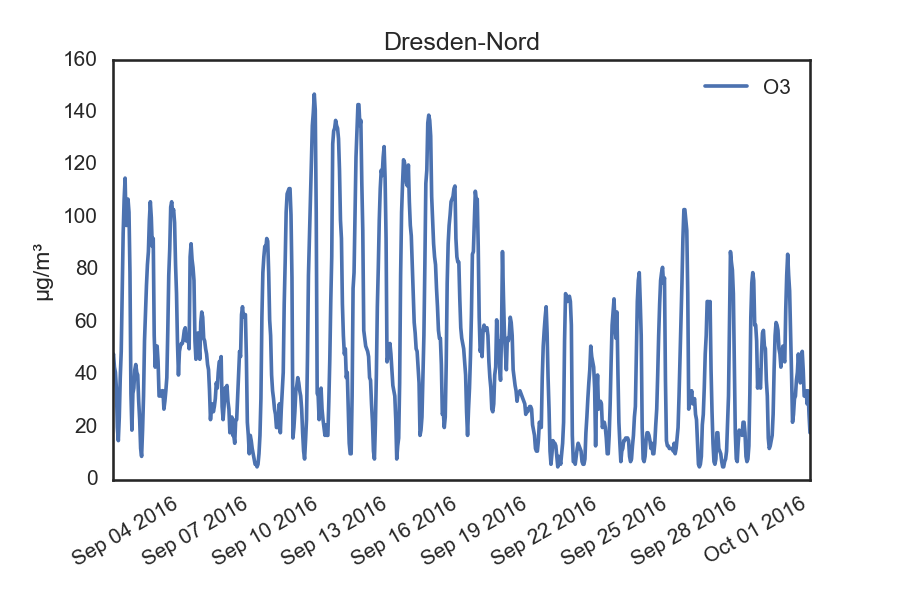 Dresden-Nord
O3
µg/m³
160
140
120
100
80
60
40
20
0
Sep 04 2016
Sep 07 2016
Sep 10 2016
Sep 13 2016
Sep 16 2016
Sep 19 2016
Sep 22 2016
Sep 25 2016
Sep 28 2016
Oct 01 2016